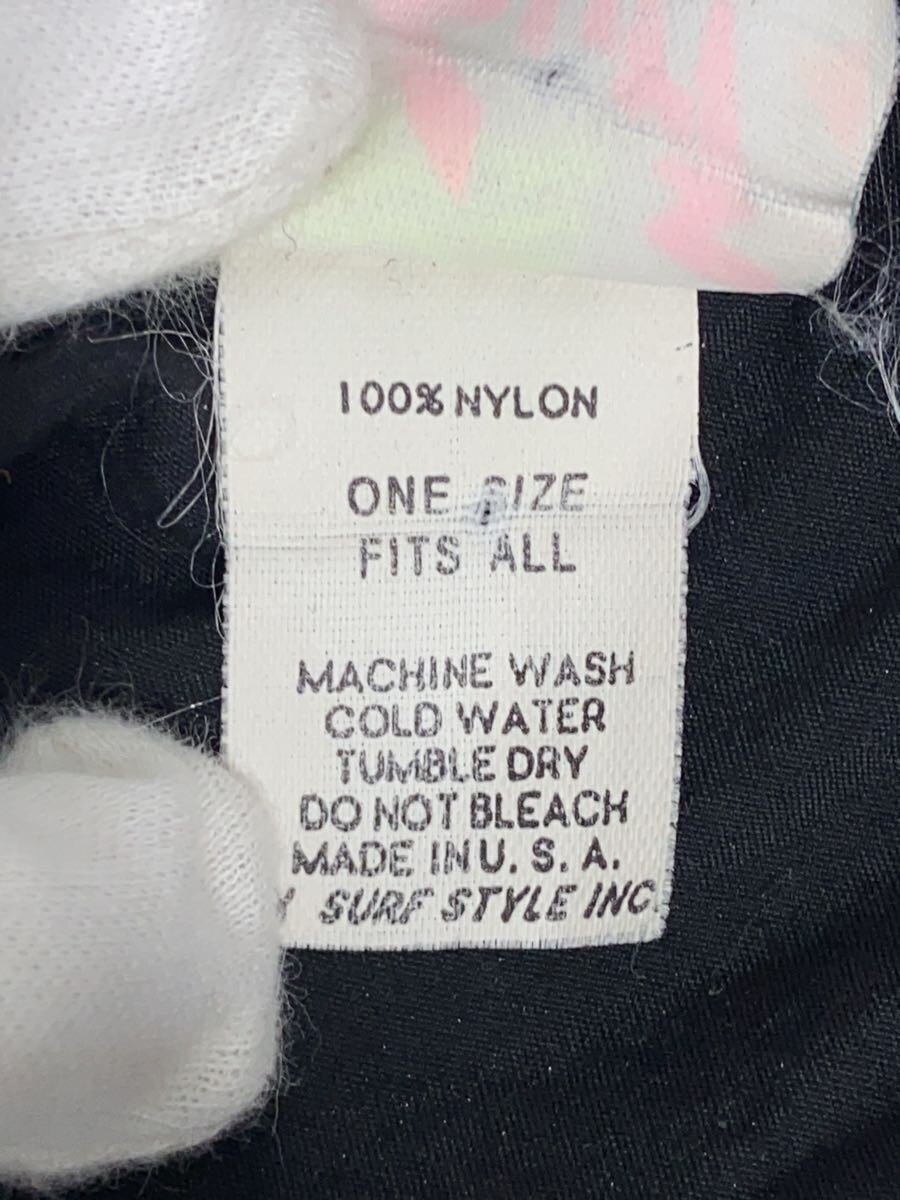 100% NYLON
ONE SIZE
FITS ALL
MACHINE WASH
COLD WATER
TUMBLE DRY
DO NOT BLEACH
MADE IN U. S. A.
SURF STYLE INC